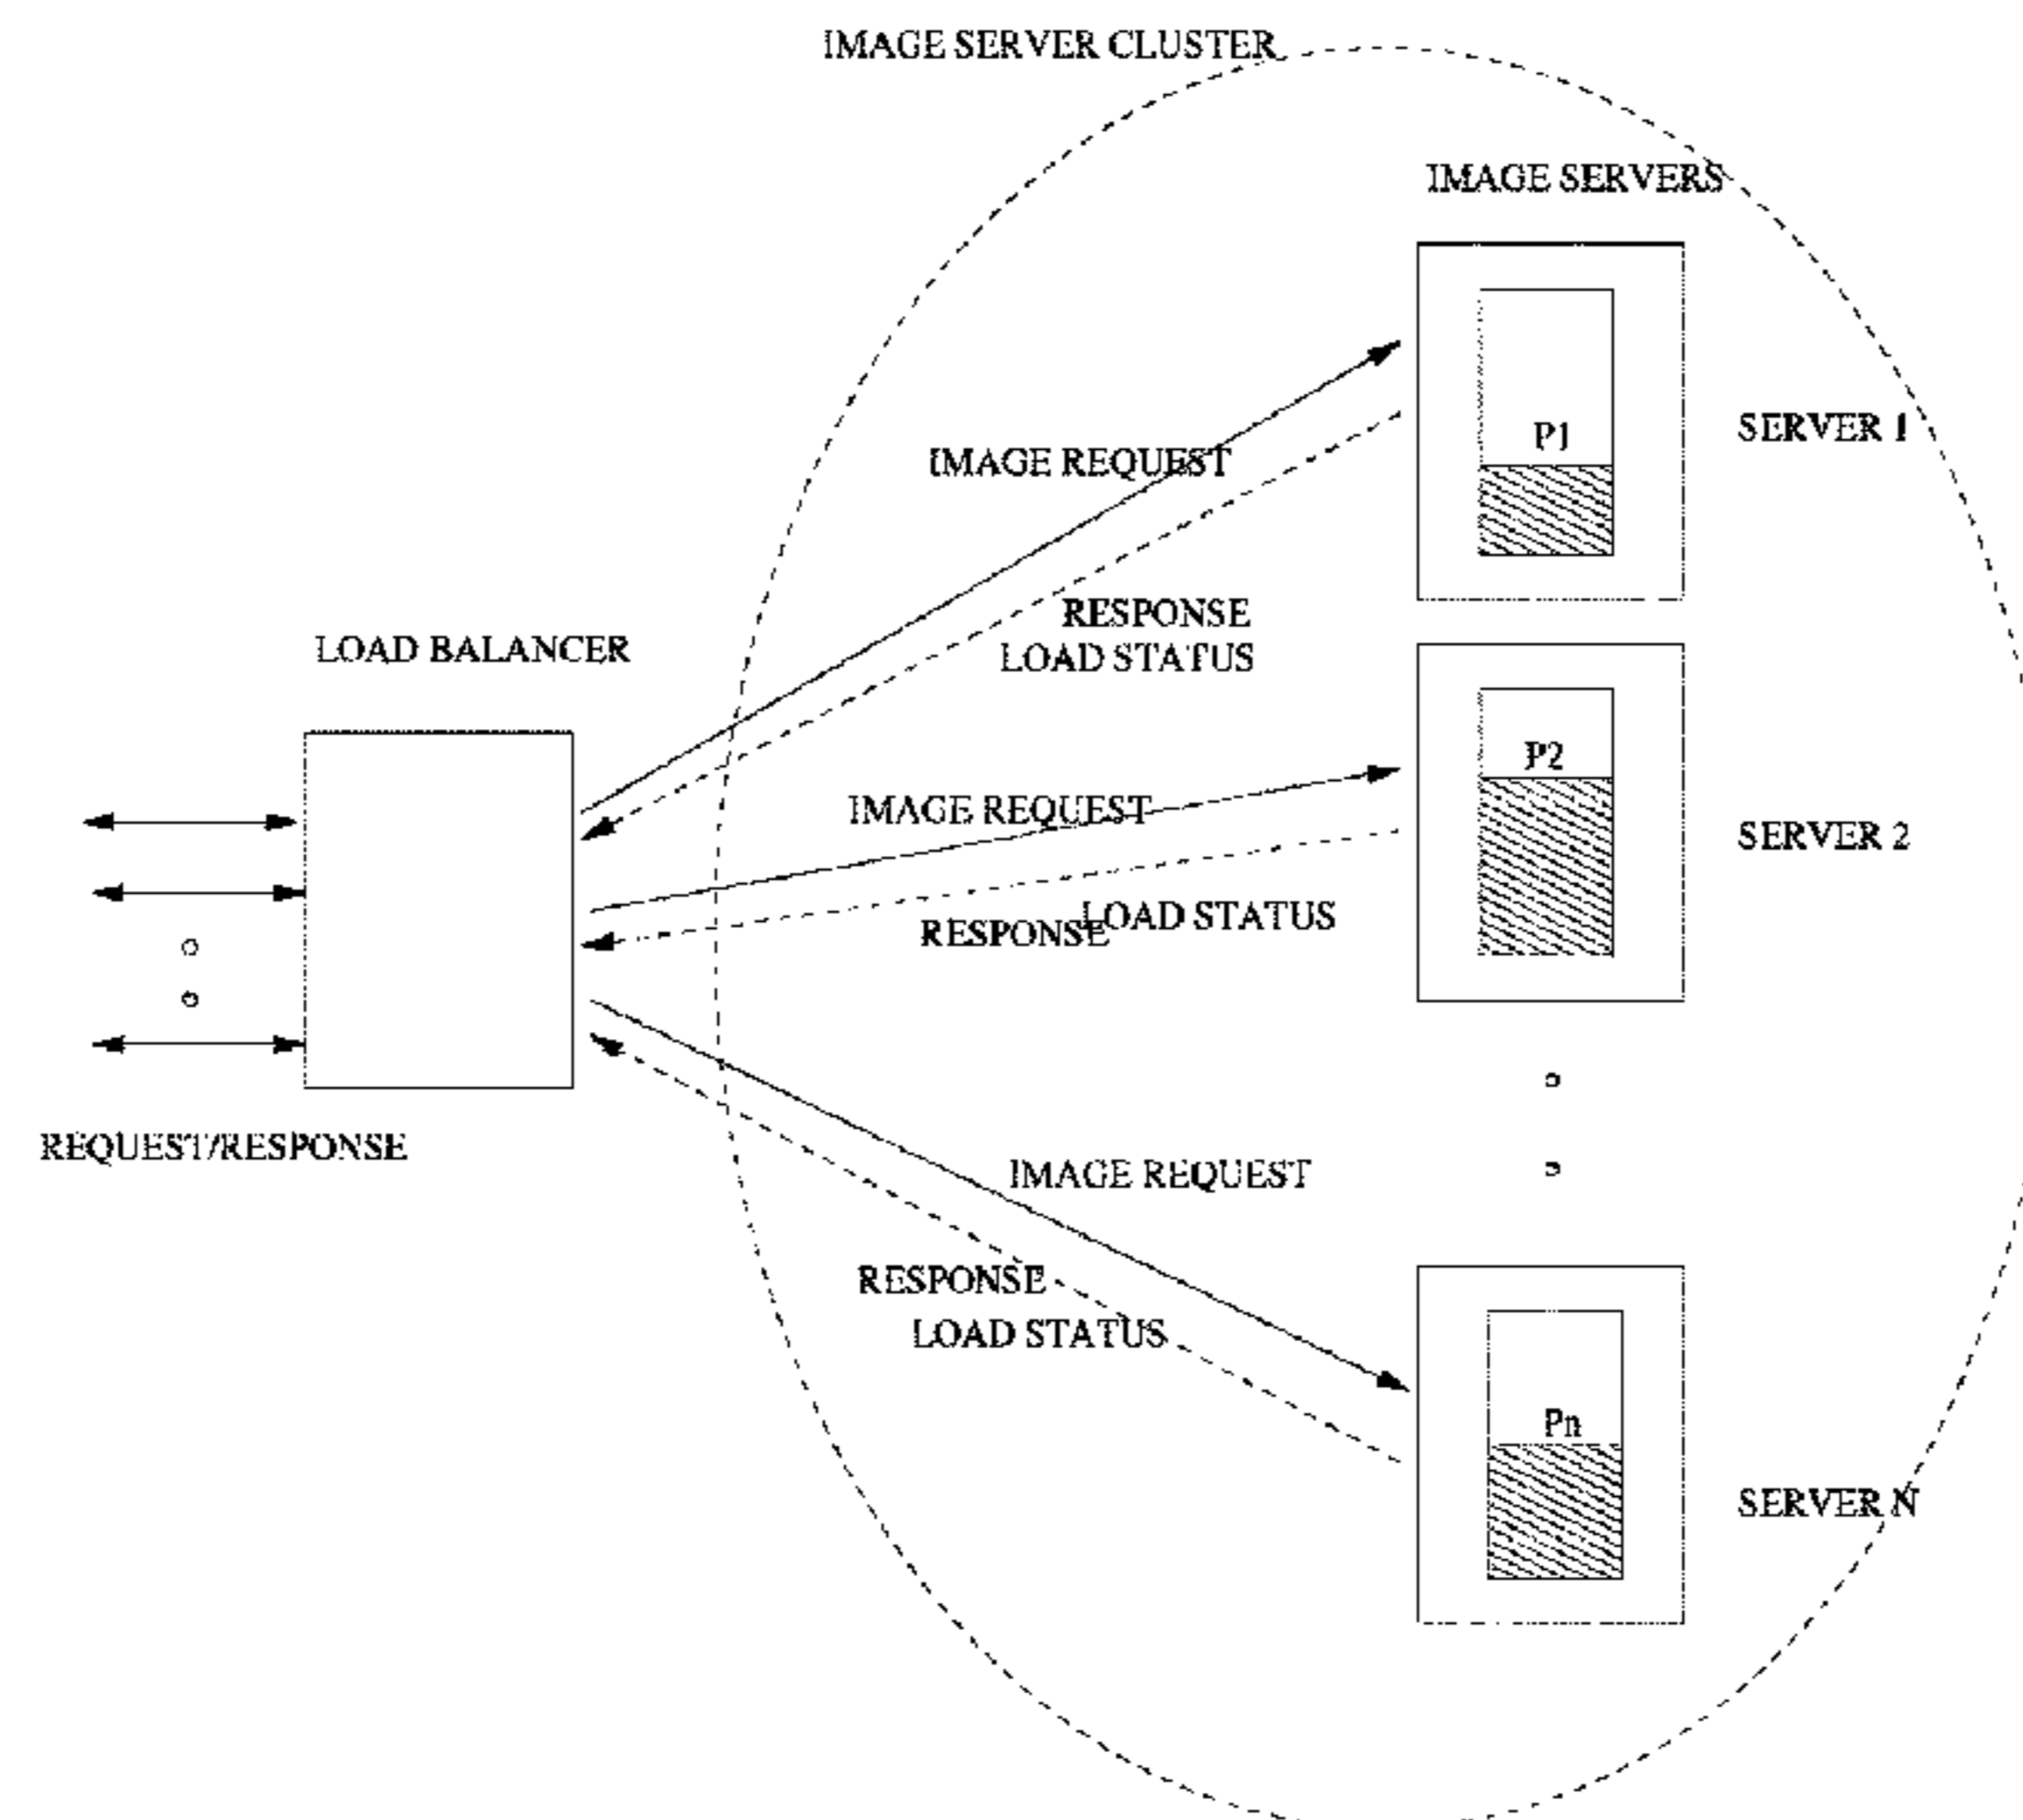 IMAGE SERVER CLUSTER
IMAGE SERVERS
P1
SERVER 1
IMAGE REQUEST
RESPONSE
LOAD STATUS
LOAD BALANCER
P2
IMAGE REQUEST
SERVER 2
LOAD STATUS
RESPONSE
REQUEST/RESPONSE
IMAGE REQUEST
RESPONSE
LOAD STATUS
Pn
SERVER N